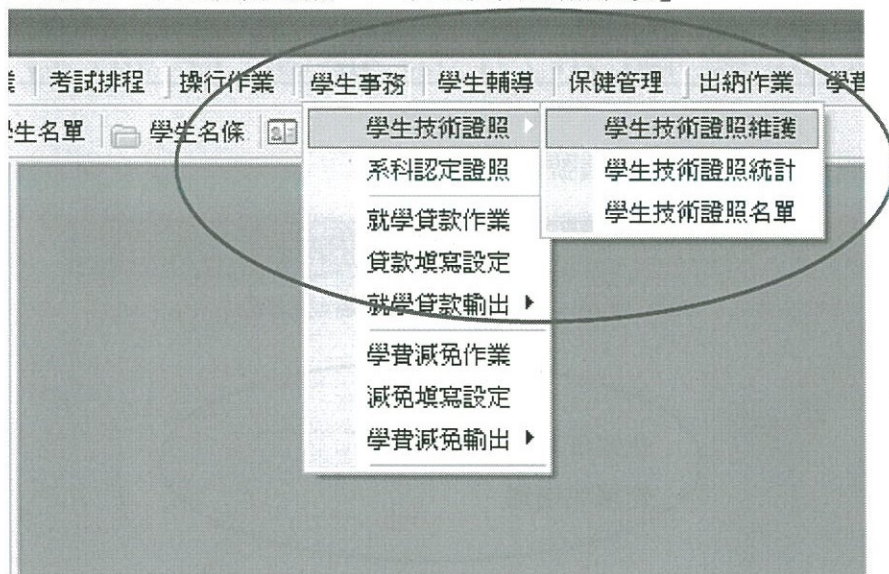 考試排程 操行作業 學生事務 學生輔導 保健管理 出納作業 學費
學生名單 學生名條
學生技術證照 學生技術證照維護
系科認定證照 學生技術證照統計
就學貸款作業 學生技術證照名單
貸款填寫設定
就學貸款輸出
學費減免作業
減免填寫設定
學費減免輸出